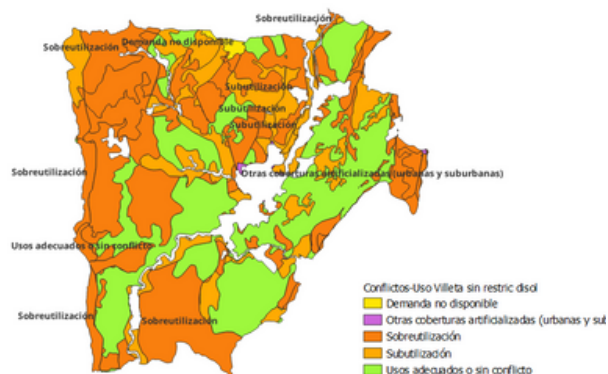 Sobreutilización
Demanda no disponible
Sobreutilización
Subutilización
Subutilización
Subutilización
Sobreutilización
Otras coberturas artificializadas (urbanas y suburbanas)
Usos adecuados o sin conflicto
Sobreutilización
Sobreutilización
Conflictos-Uso Villeta sin restric disol
Demanda no disponible
Otras coberturas artificializadas (urbanas y sub
Sobreutilización
Subutilización
Usos adecuados o sin conflicto